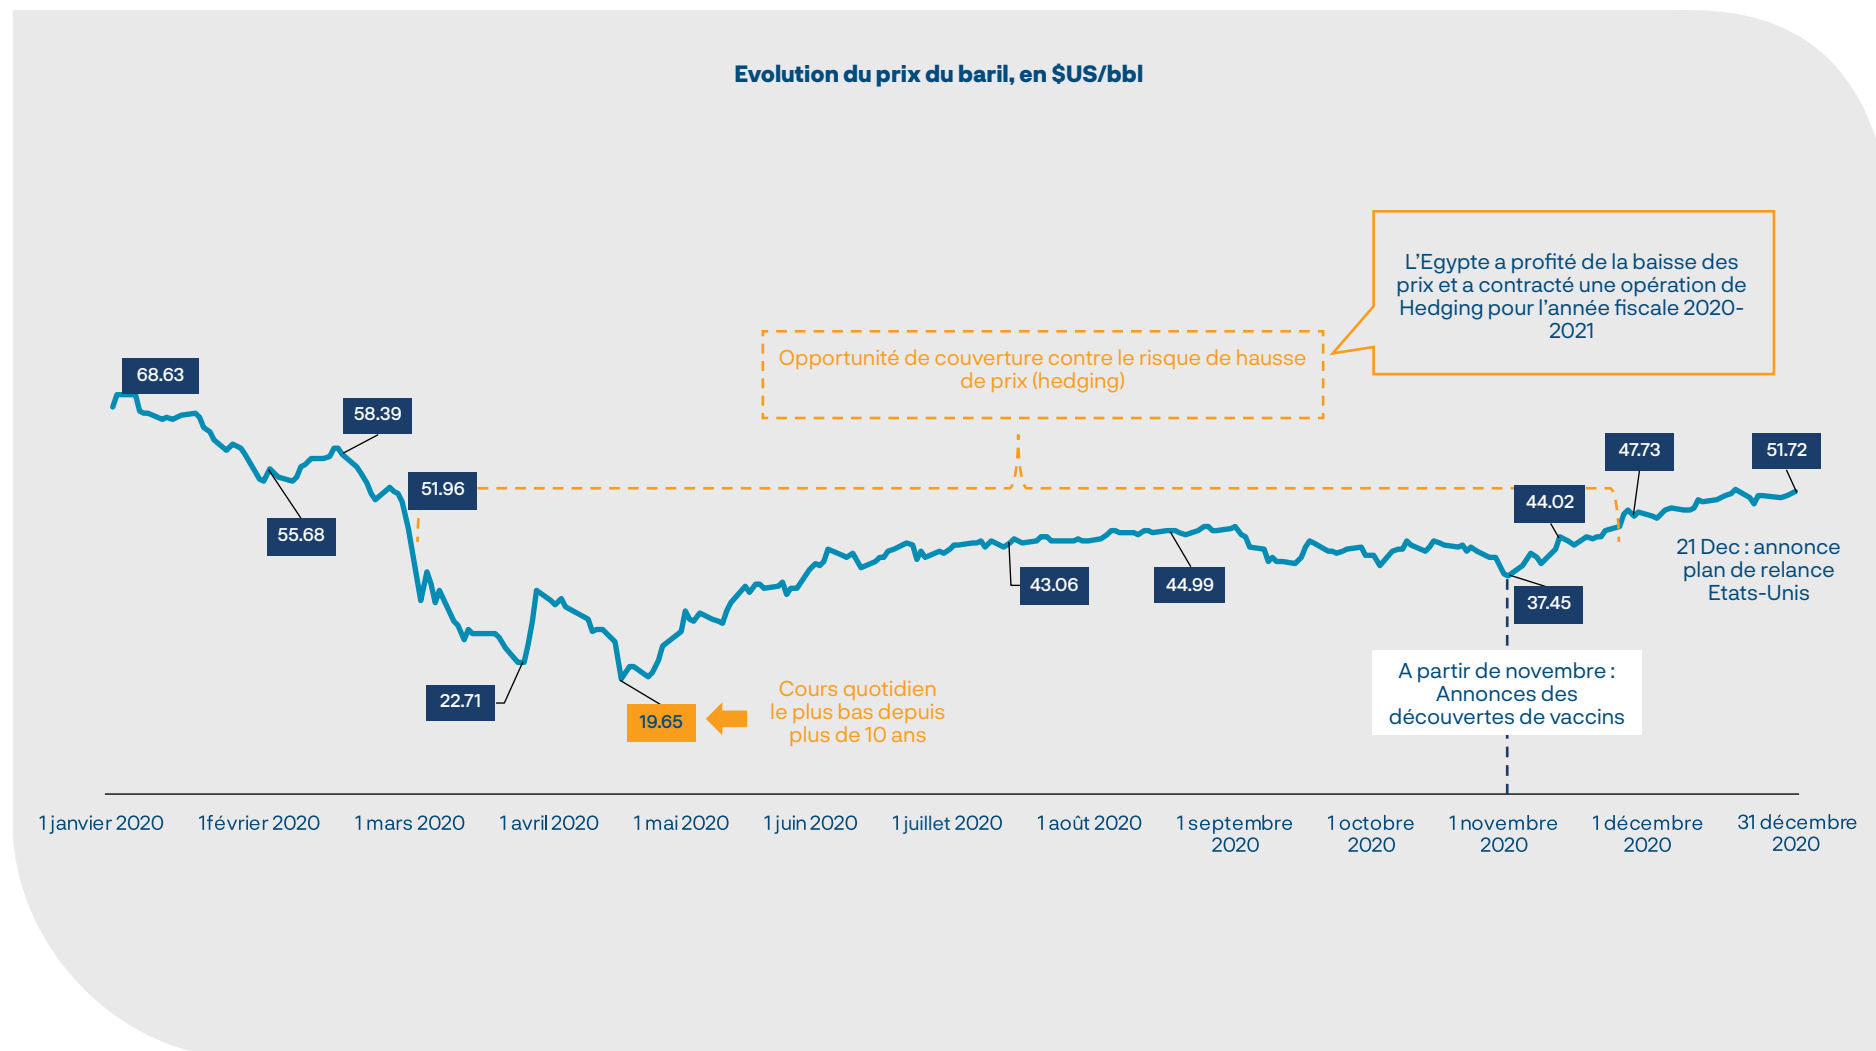 Evolution du prix du baril, en $US/bbl
L’Egypte a profité de la baisse des
prix et a contracté une opération de
Hedging pour l’année fiscale 2020-
2021
Opportunité de couverture contre le risque de hausse
de prix (hedging)
68.63
58.39
51.96
55.68
22.71
19.65
Cours quotidien
le plus bas depuis
plus de 10 ans
43.06
44.99
44.02
37.45
47.73
51.72
21 Dec : annonce
plan de relance
Etats-Unis
A partir de novembre :
Annonces des
découvertes de vaccins
1 janvier 2020
1 février 2020
1 mars 2020
1 avril 2020
1 mai 2020
1 juin 2020
1 juillet 2020
1 août 2020
1 septembre
2020
1 octobre
2020
1 novembre
2020
1 décembre
2020
31 décembre
2020